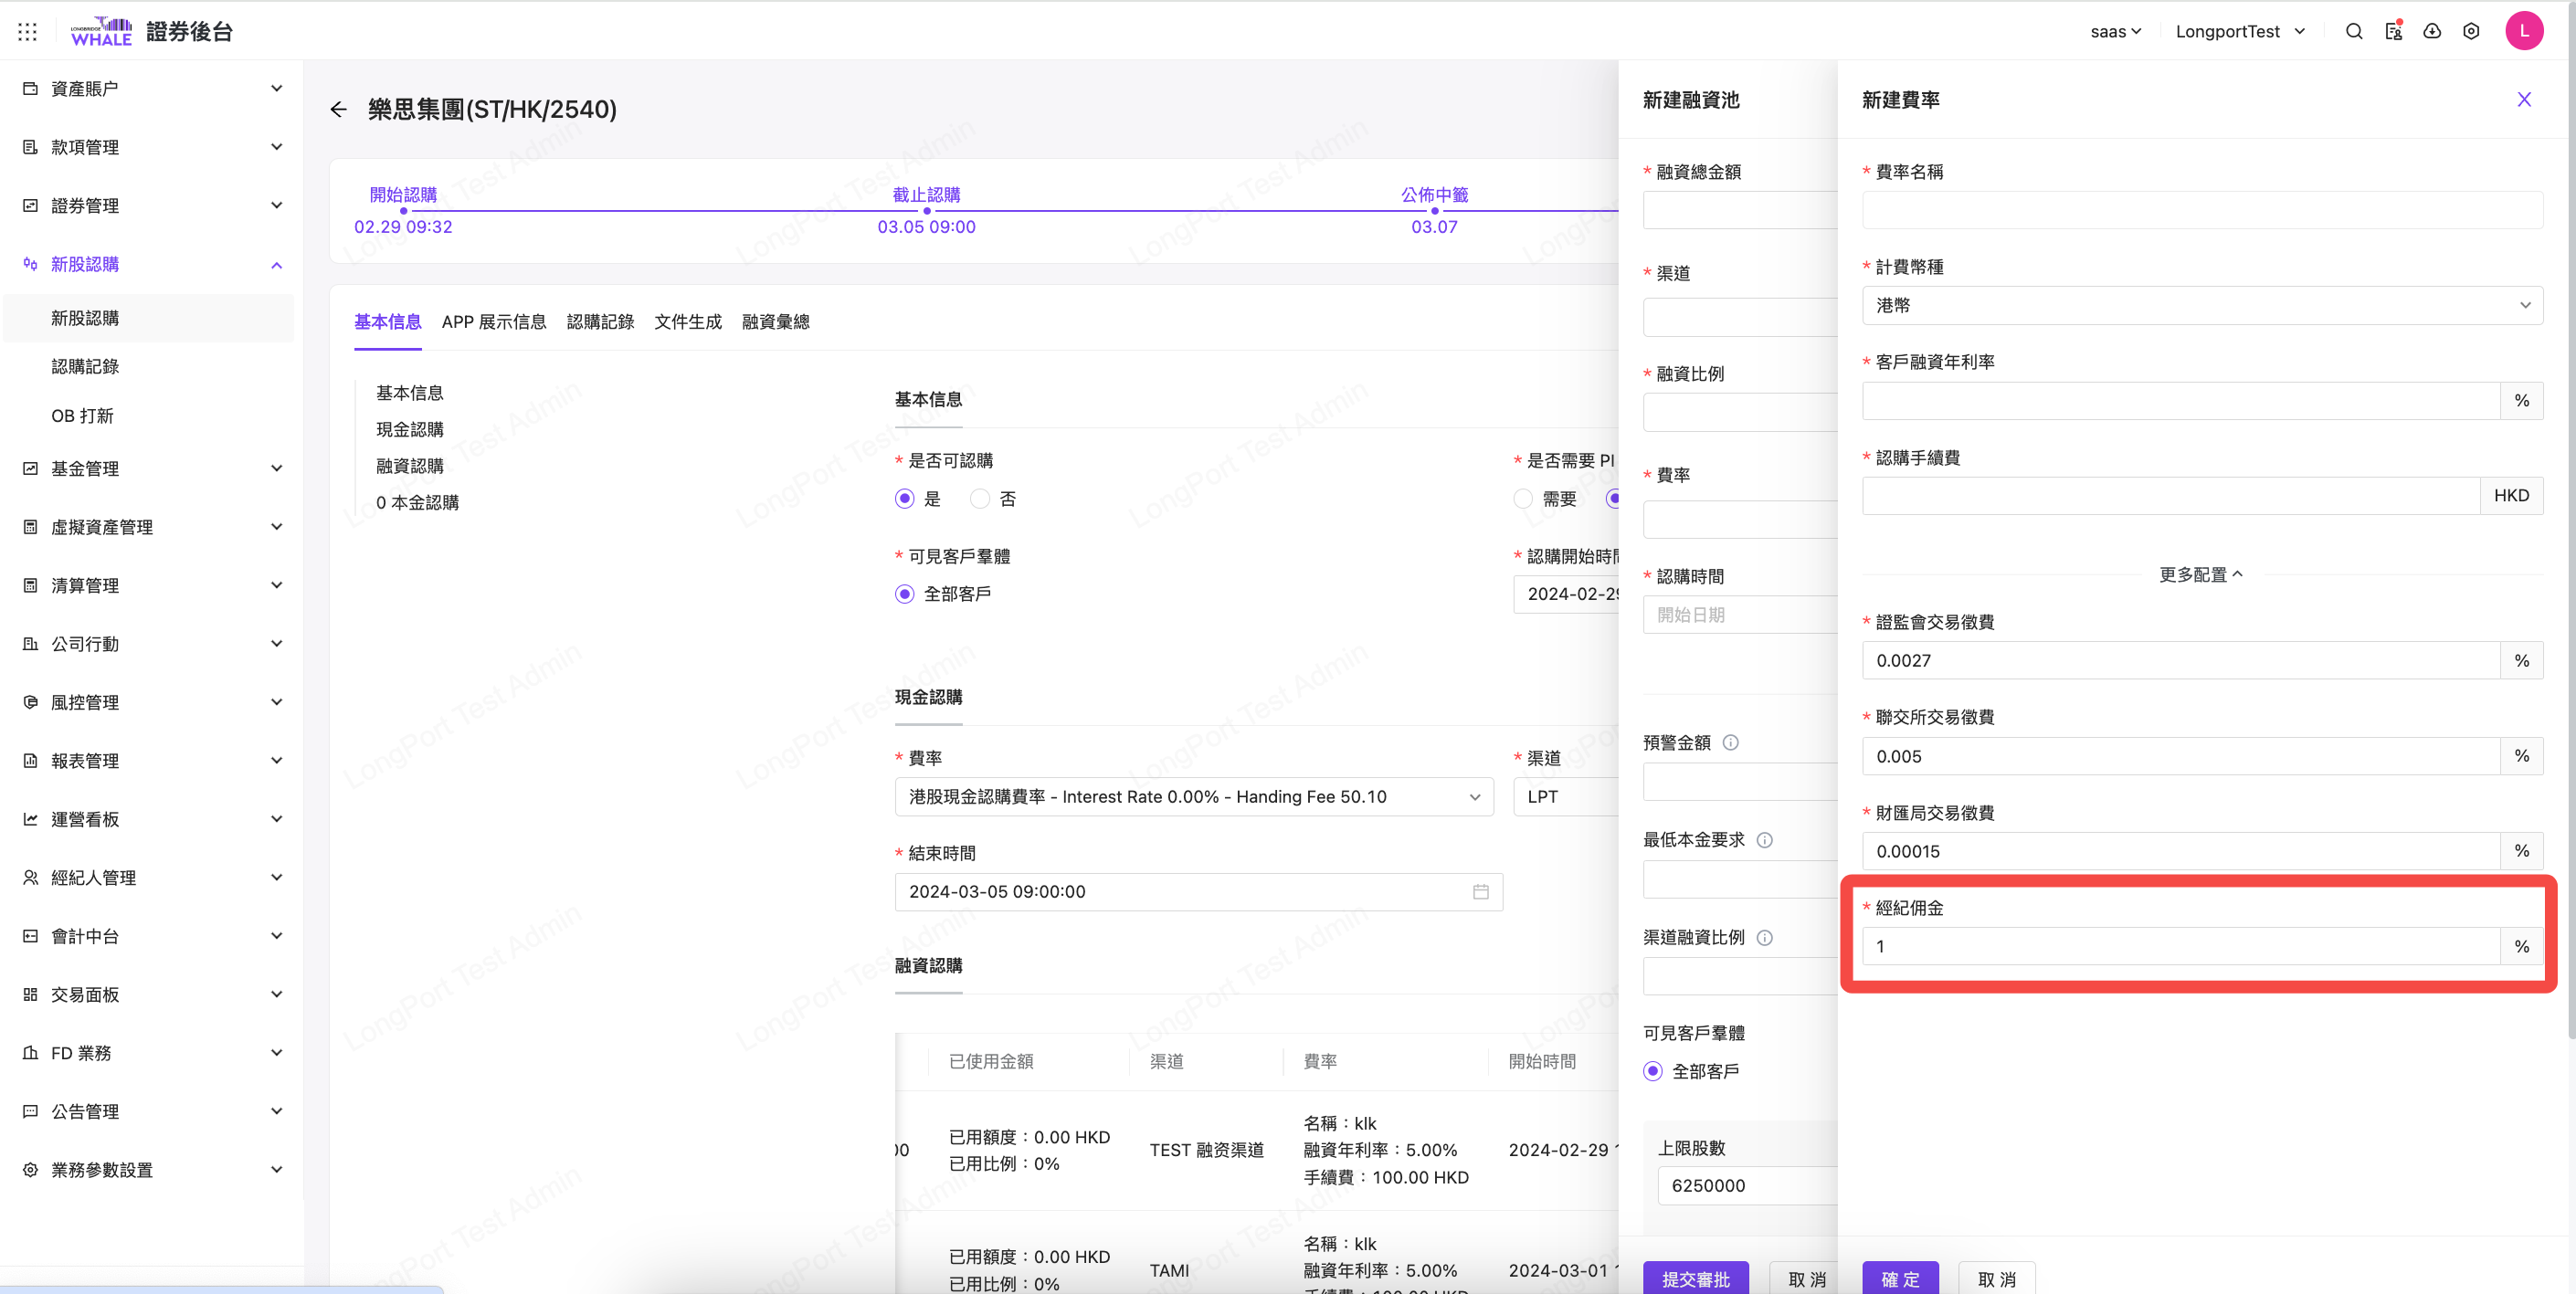 LONGBRIDGE
WHALE
證券後台
saas
LongportTest
L
資產賬户
款項管理
證券管理
新股認購
新股認購
認購記錄
OB 打新
基金管理
虛擬資產管理
清算管理
公司行動
風控管理
報表管理
運營看板
經紀人管理
會計中台
交易面板
FD 業務
公告管理
業務參數設置
樂思集團(ST/HK/2540)
開始認購
02.29 09:32
截止認購
03.05 09:00
公佈中籤
03.07
基本信息 APP 展示信息 認購記錄 文件生成 融資彙總
基本信息
現金認購
融資認購
0 本金認購
基本信息
* 是否可認購
是 否
* 是否需要 PI
需要
* 可見客戶羣體
全部客戶
* 認購開始時間
2024-02-29
現金認購
* 費率
港股現金認購費率 - Interest Rate 0.00% - Handing Fee 50.10
* 渠道
LPT
* 結束時間
2024-03-05 09:00:00
融資認購
已使用金額 渠道 費率 開始時間
已用額度：0.00 HKD
已用比例：0%
TEST 融资渠道
名稱：klk
融資年利率：5.00%
手續費：100.00 HKD
2024-02-29 1
已用額度：0.00 HKD
已用比例：0%
TAMI
名稱：klk
融資年利率：5.00%
手續費：100.00 HKD
2024-03-01 1
新建融資池
* 融資總金額
* 渠道
* 融資比例
* 費率
* 認購時間
開始日期
預警金額
最低本金要求
渠道融資比例
可見客戶羣體
全部客戶
上限股數
6250000
提交審批 取 消
新建費率
* 費率名稱
* 計費幣種
港幣
* 客戶融資年利率
%
* 認購手續費
HKD
更多配置
* 證監會交易徵費
0.0027 %
* 聯交所交易徵費
0.005 %
* 財匯局交易徵費
0.00015 %
* 經紀佣金
1 %
確 定 取 消
LongPort Test Admin